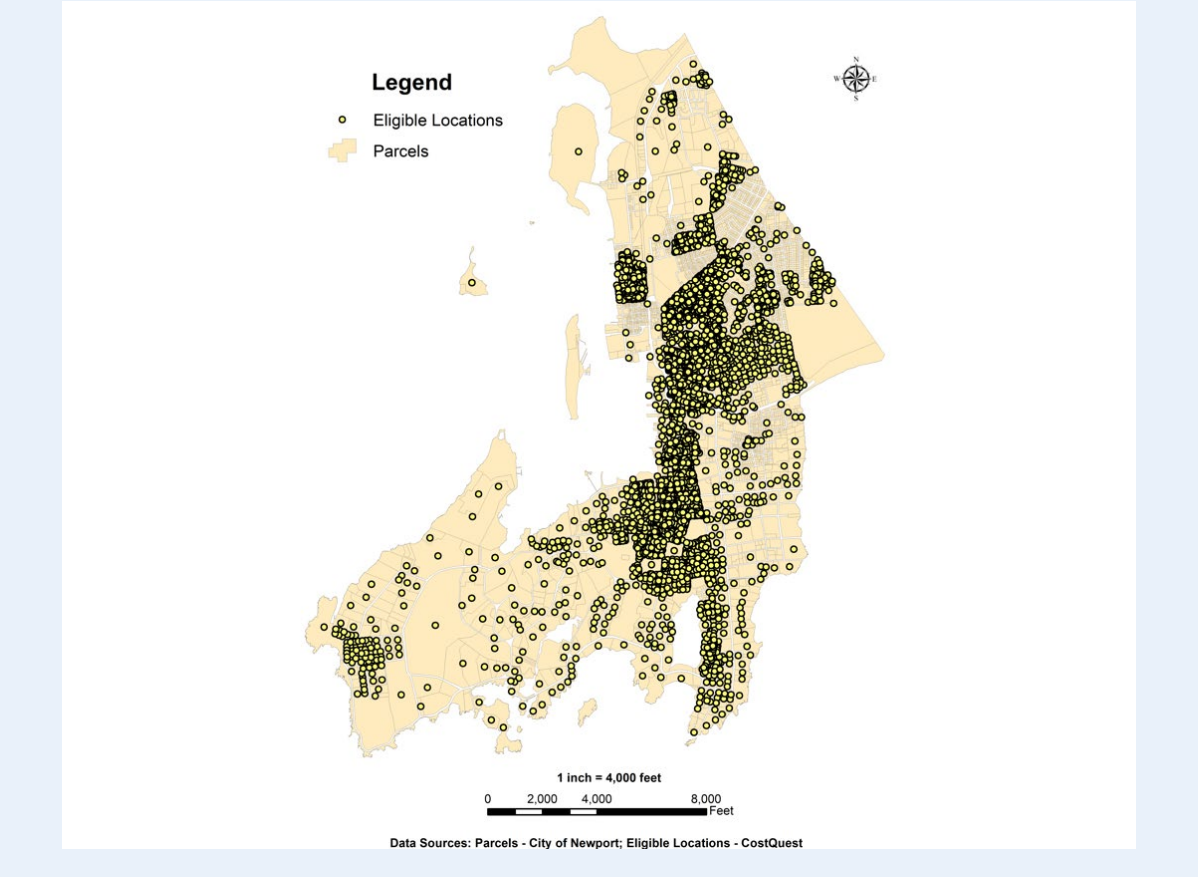 Legend
Eligible Locations
Parcels
N
W E
S
1 inch = 4,000 feet
0 2,000 4,000 8,000
Feet
Data Sources: Parcels - City of Newport; Eligible Locations - CostQuest